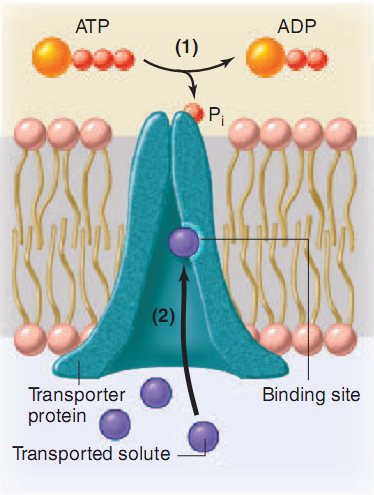 ATP
ADP
(1)
Pi
(2)
Transporter
protein
Binding site
Transported solute